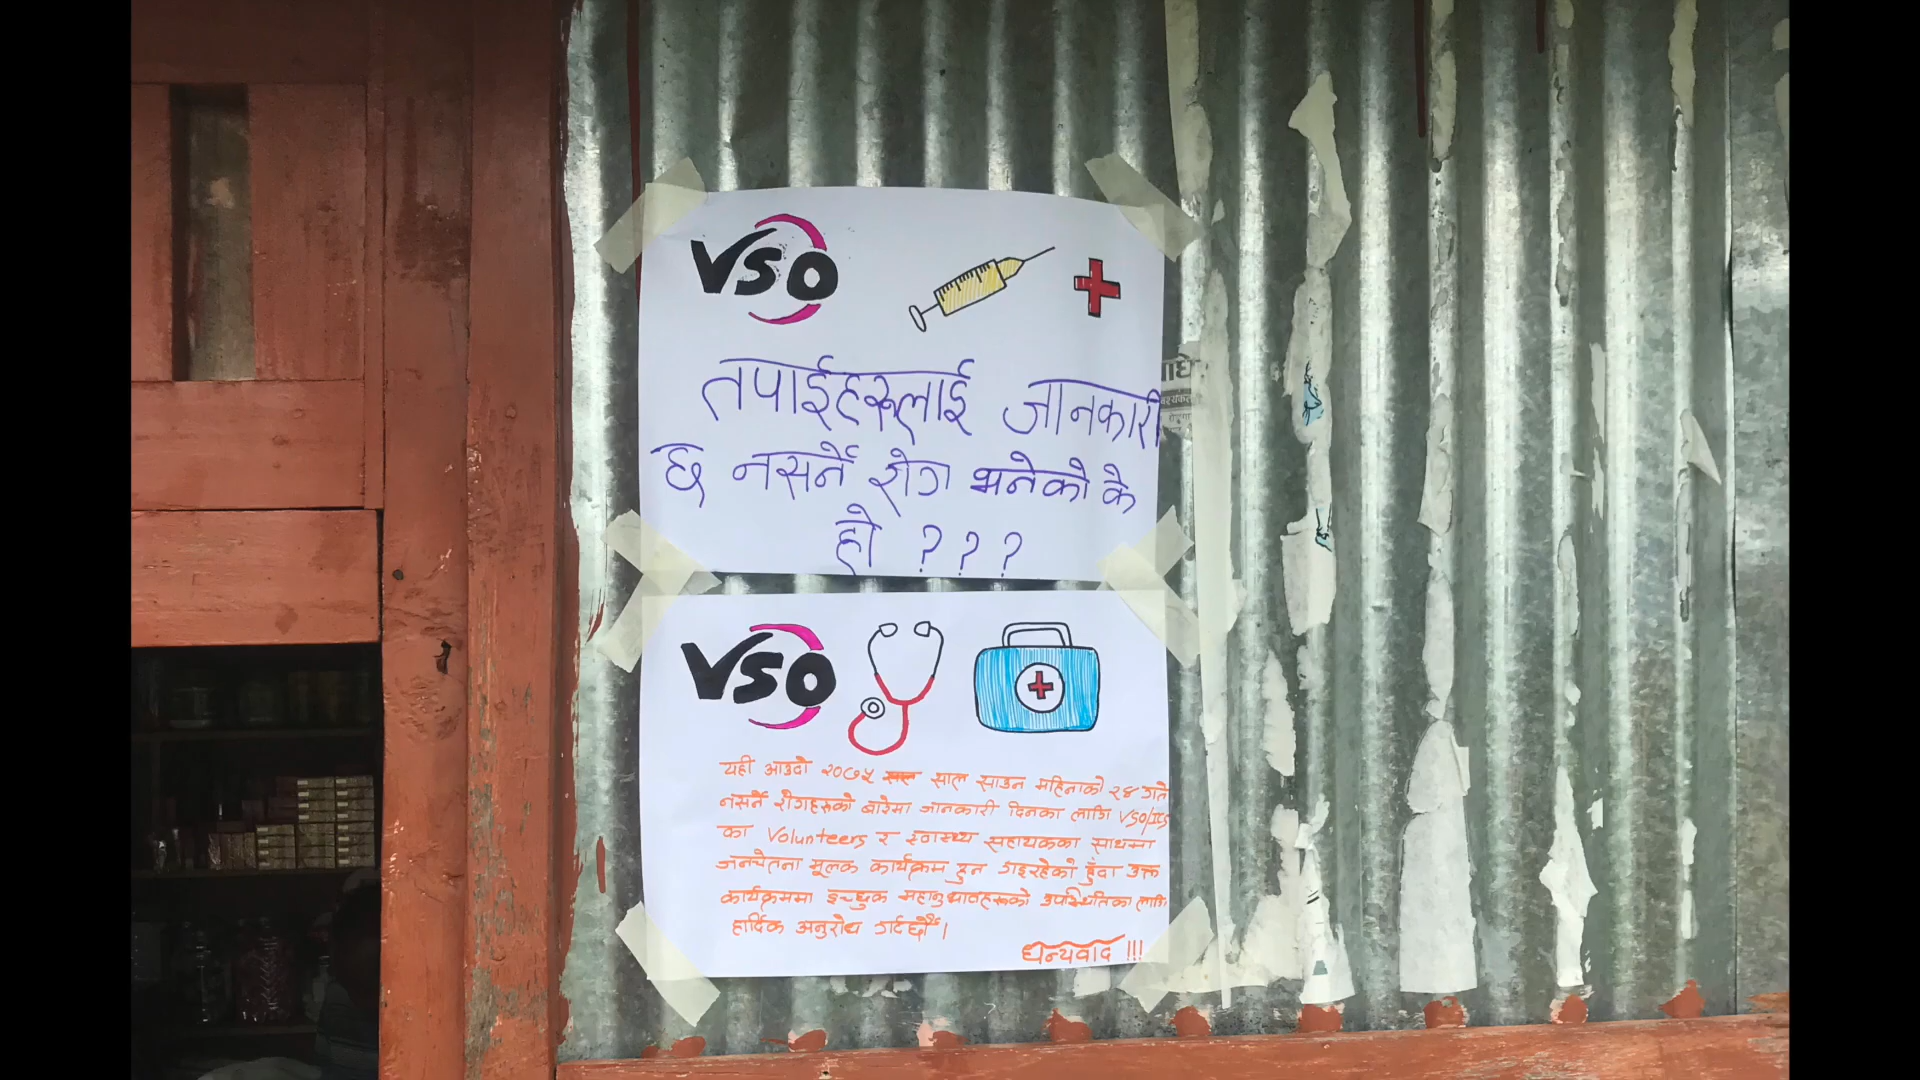 VSO
तपाईहरूलाई जानकारी
छ नसर्ने रोग भनेको के
हो ? ? ?
VSO
यही आउदो २०७५ साल साउन महिनाको २४ गते
नसर्ने रोगहरुको बारेमा जानकारी दिनका लागि VSO/ICS
का Volunteers र स्वास्थ्य सहायकका साथमा
जनचेतना मूलक कार्यक्रम हुन गइरहेको हुँदा उक्त
कार्यक्रममा इच्छुक महानुभावहरूको उपस्थितिका लागि
हार्दिक अनुरोध गर्दछौं।
धन्यवाद !!!